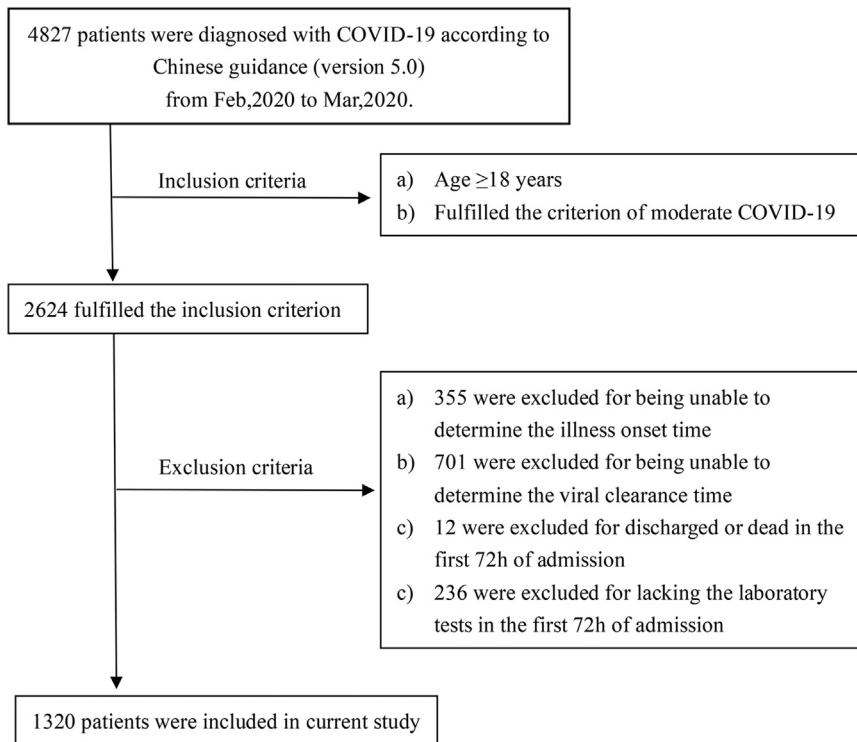 4827 patients were diagnosed with COVID-19 according to
Chinese guidance (version 5.0)
from Feb,2020 to Mar,2020.
Inclusion criteria
a) Age ≥18 years
b) Fulfilled the criterion of moderate COVID-19
2624 fulfilled the inclusion criterion
Exclusion criteria
a) 355 were excluded for being unable to
determine the illness onset time
b) 701 were excluded for being unable to
determine the viral clearance time
c) 12 were excluded for discharged or dead in the
first 72h of admission
c) 236 were excluded for lacking the laboratory
tests in the first 72h of admission
1320 patients were included in current study